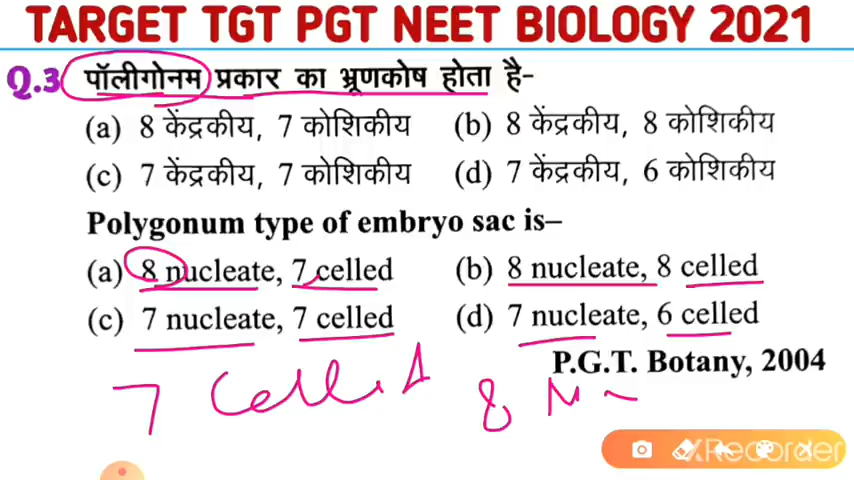 TARGET TGT PGT NEET BIOLOGY 2021
Q.3 पॉलीगोनम प्रकार का भ्रूणकोष होता है-
(a) 8 केंद्रकीय, 7 कोशिकीय (b) 8 केंद्रकीय, 8 कोशिकीय
(c) 7 केंद्रकीय, 7 कोशिकीय (d) 7 केंद्रकीय, 6 कोशिकीय
Polygonum type of embryo sac is–
(a) 8 nucleate, 7 celled (b) 8 nucleate, 8 celled
(c) 7 nucleate, 7 celled (d) 7 nucleate, 6 celled
P.G.T. Botany, 2004
7 Celled 8 N
XRecorder